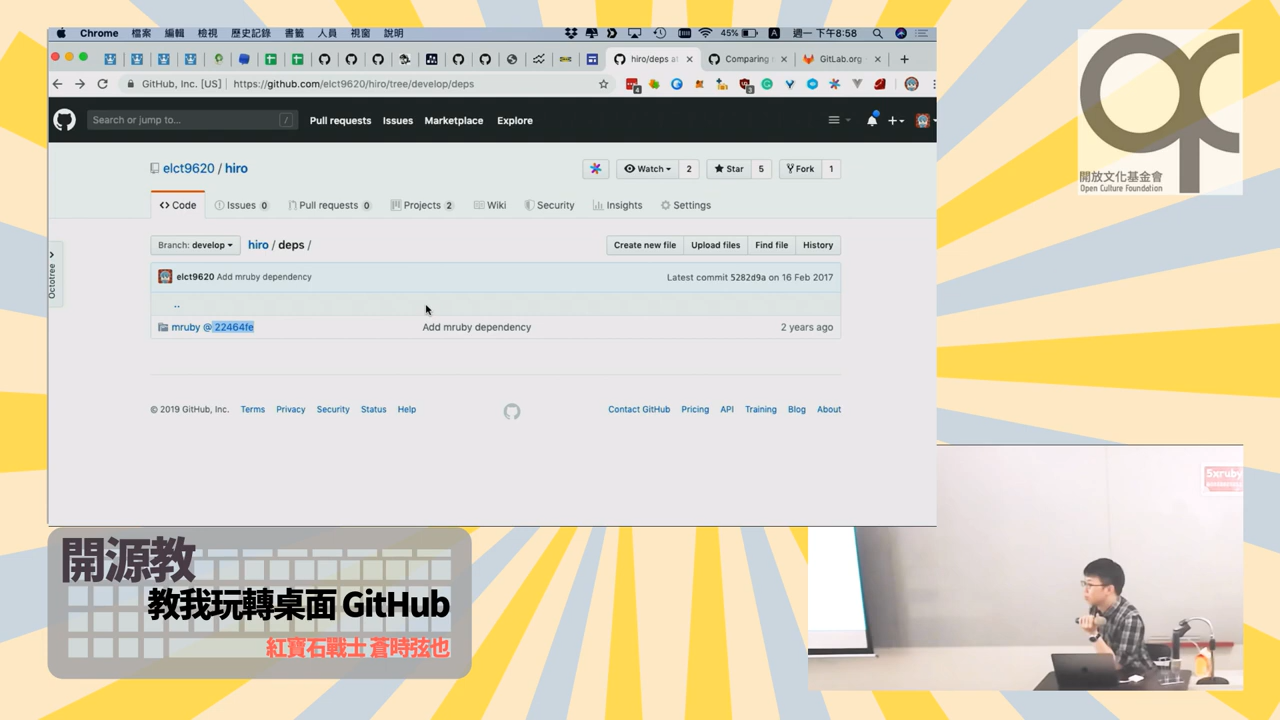 Chrome 檔案 編輯 檢視 歷史記錄 書籤 人員 視窗 說明 45% A 週一 下午8:58
hiro/deps at Comparing GitLab.org
GitHub, Inc. [US] https://github.com/elct9620/hiro/tree/develop/deps
Search or jump to... / Pull requests Issues Marketplace Explore
elct9620 / hiro Watch 2 Star 5 Fork 1
Code Issues 0 Pull requests 0 Projects 2 Wiki Security Insights Settings
Branch: develop hiro / deps / Create new file Upload files Find file History
Octotree
elct9620 Add mruby dependency Latest commit 5282d9a on 16 Feb 2017
..
mruby @ 22464fe Add mruby dependency 2 years ago
© 2019 GitHub, Inc. Terms Privacy Security Status Help Contact GitHub Pricing API Training Blog About
開放文化基金會
Open Culture Foundation
5xruby
開源教
教我玩轉桌面 GitHub
紅寶石戰士 蒼時弦也